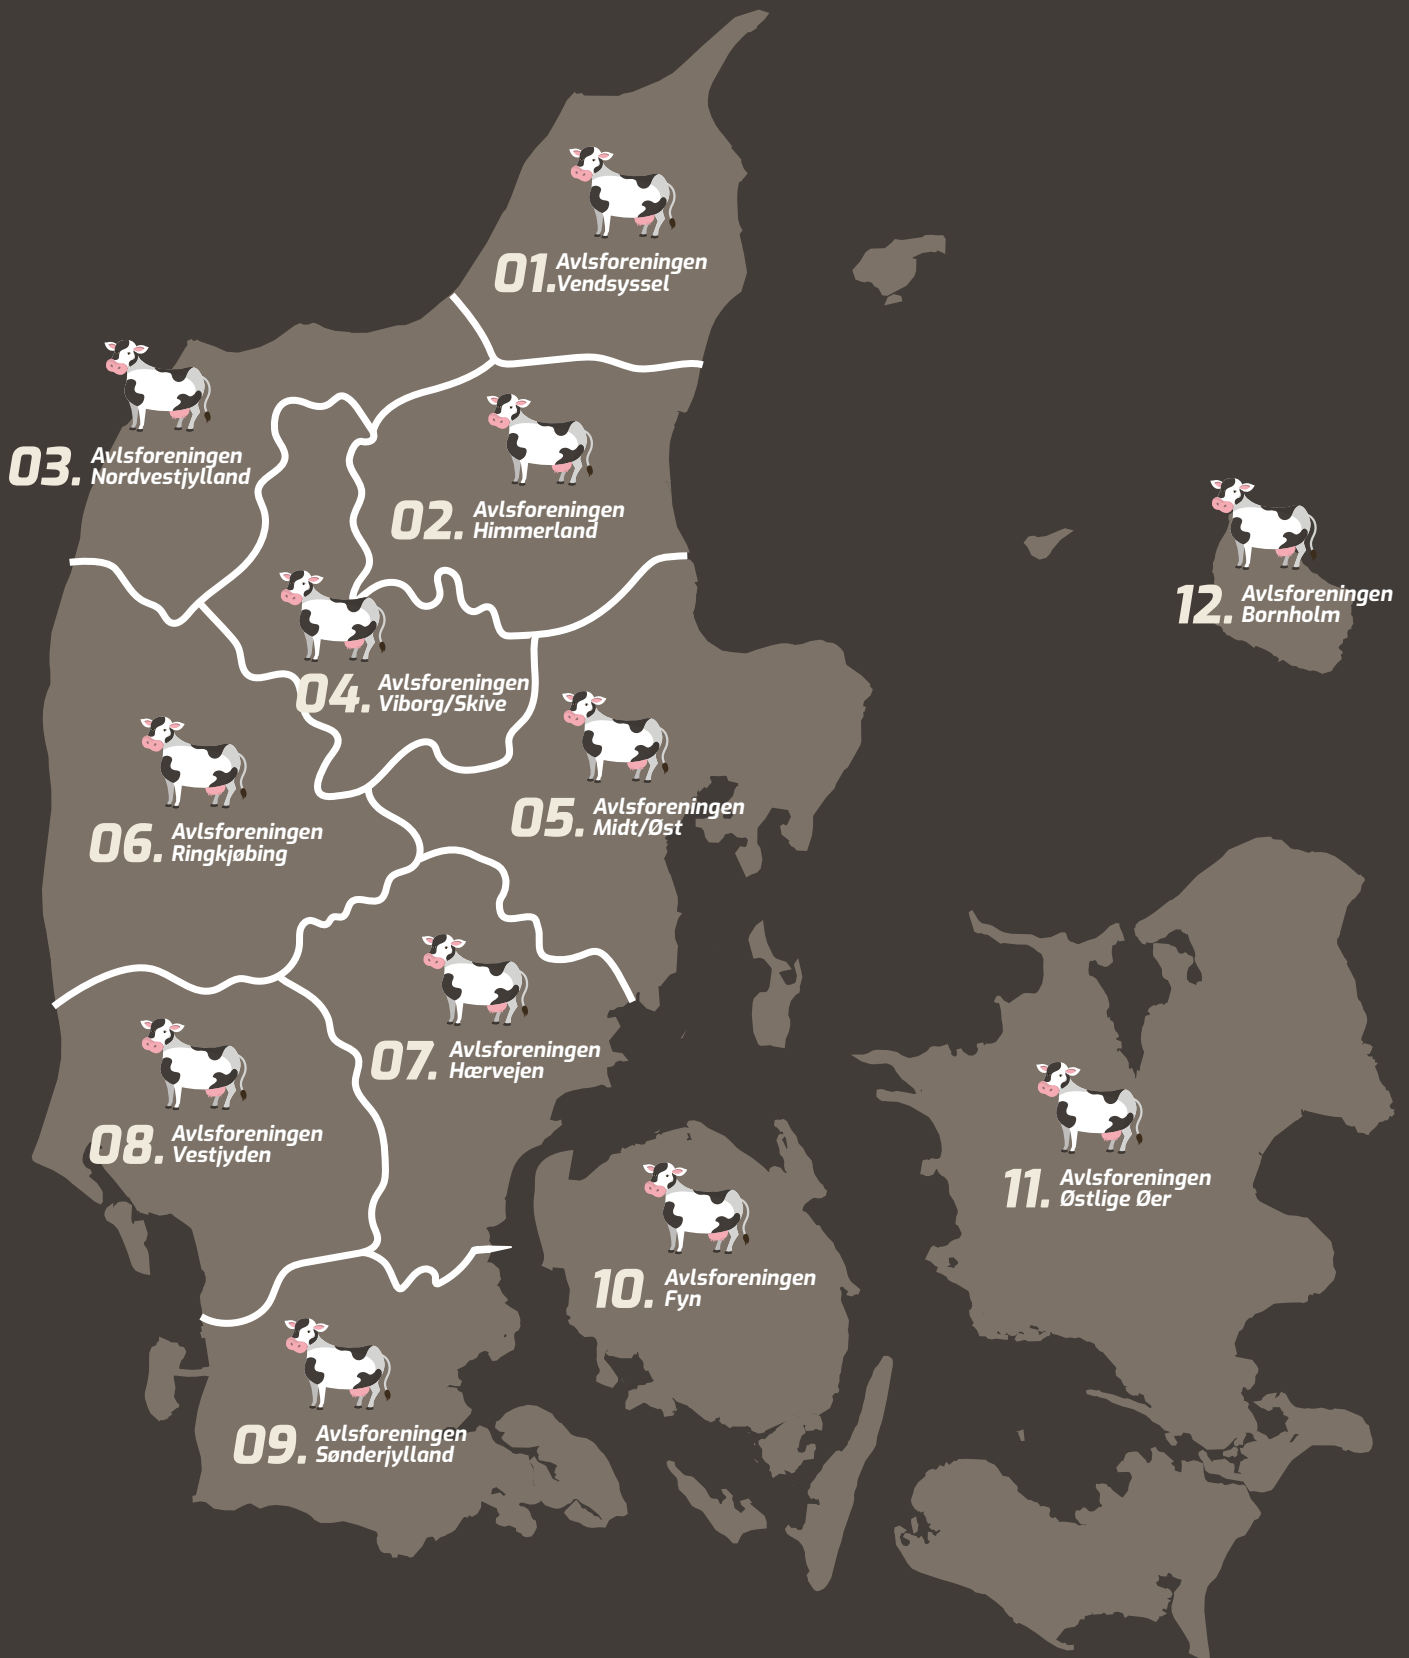 01. Avlsforeningen
Vendsyssel
02. Avlsforeningen
Himmerland
03. Avlsforeningen
Nordvestjylland
04. Avlsforeningen
Viborg/Skive
05. Avlsforeningen
Midt/Øst
06. Avlsforeningen
Ringkjøbing
07. Avlsforeningen
Hærvejen
08. Avlsforeningen
Vestjyden
09. Avlsforeningen
Sønderjylland
10. Avlsforeningen
Fyn
11. Avlsforeningen
Østlige Øer
12. Avlsforeningen
Bornholm